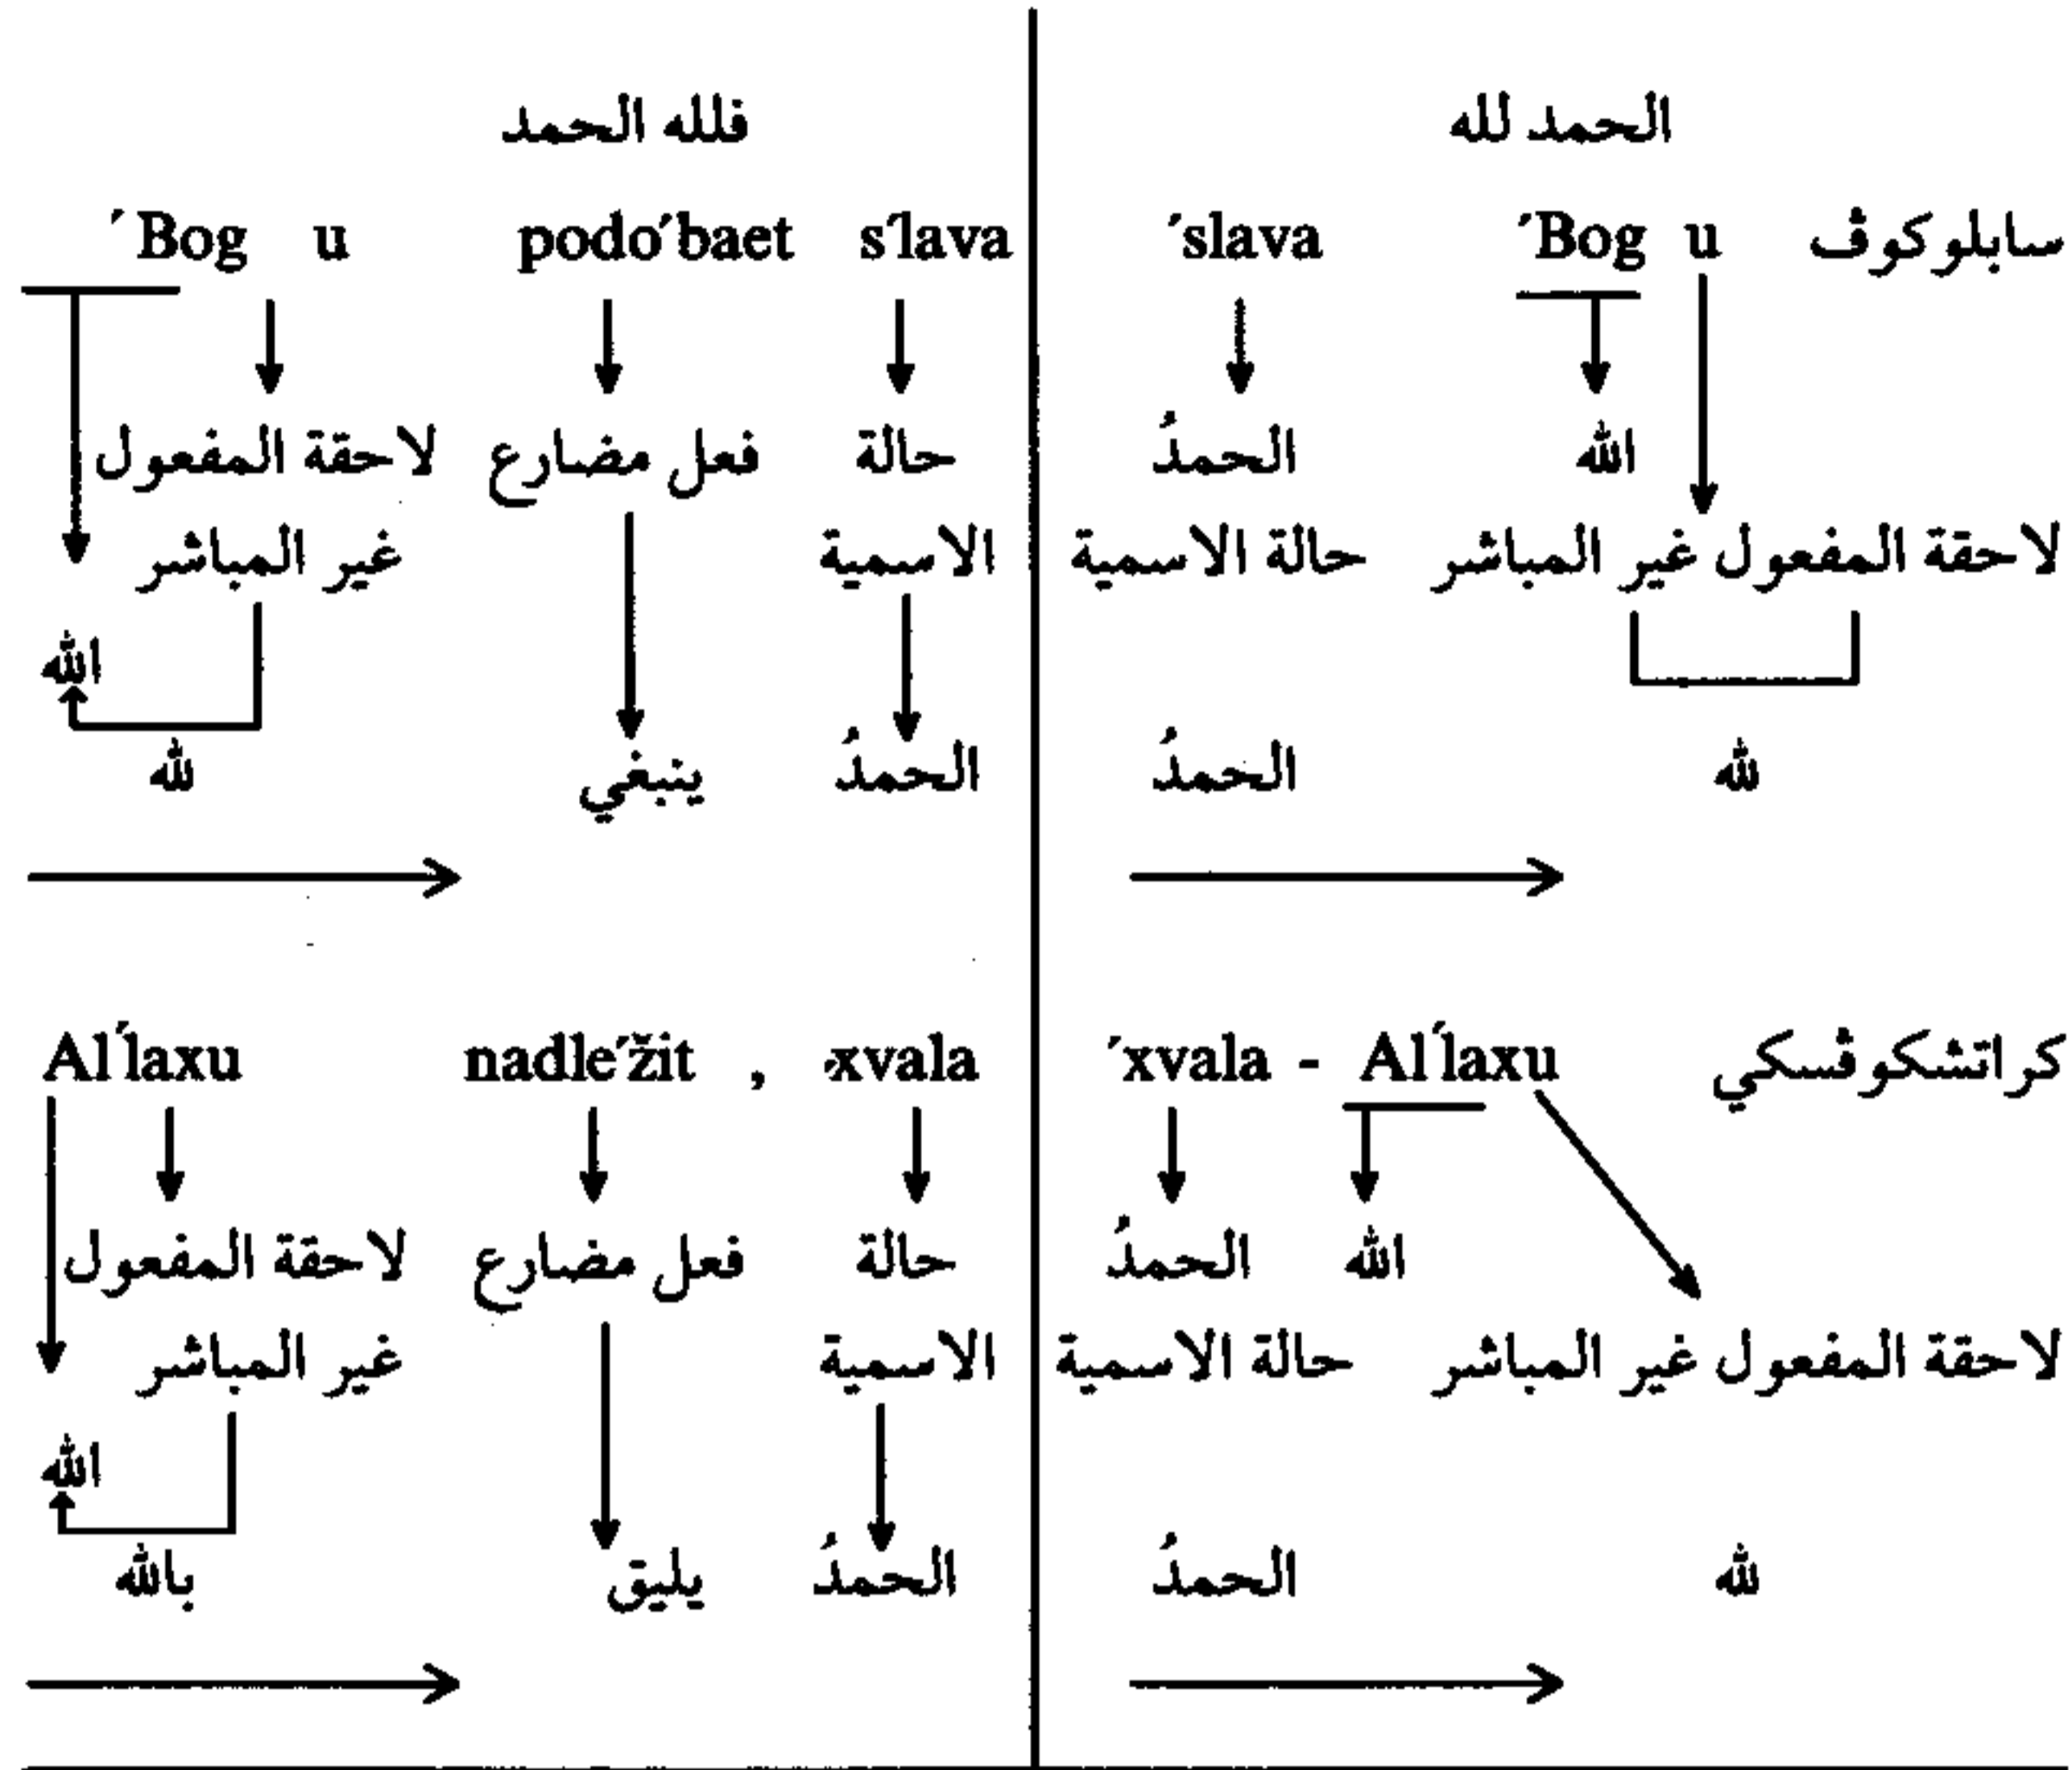 فلله الحمد الحمد لله
´Bog u podo´baet s´lava ´slava ´Bog u سابلوكوڤ
لاحقة المفعول فعل مضارع حالة الحمدُ الله
غير المباشر الاسمية حالة الاسمية لاحقة المفعول غير المباشر
الله
لله ينبغي الحمدُ الحمدُ لله
Al´laxu nadle´žit , xvala ´xvala - Al´laxu كراتشكوڤسكي
لاحقة المفعول فعل مضارع حالة الحمدُ الله
غير المباشر الاسمية حالة الاسمية لاحقة المفعول غير المباشر
الله
بالله يليق الحمدُ الحمدُ لله